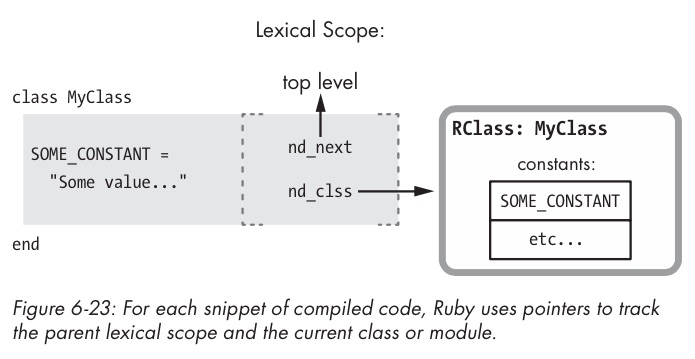 Lexical Scope:
top level
class MyClass
nd_next
SOME_CONSTANT =
"Some value..."
nd_clss
end
RClass: MyClass
constants:
SOME_CONSTANT
etc...
Figure 6-23: For each snippet of compiled code, Ruby uses pointers to track
the parent lexical scope and the current class or module.